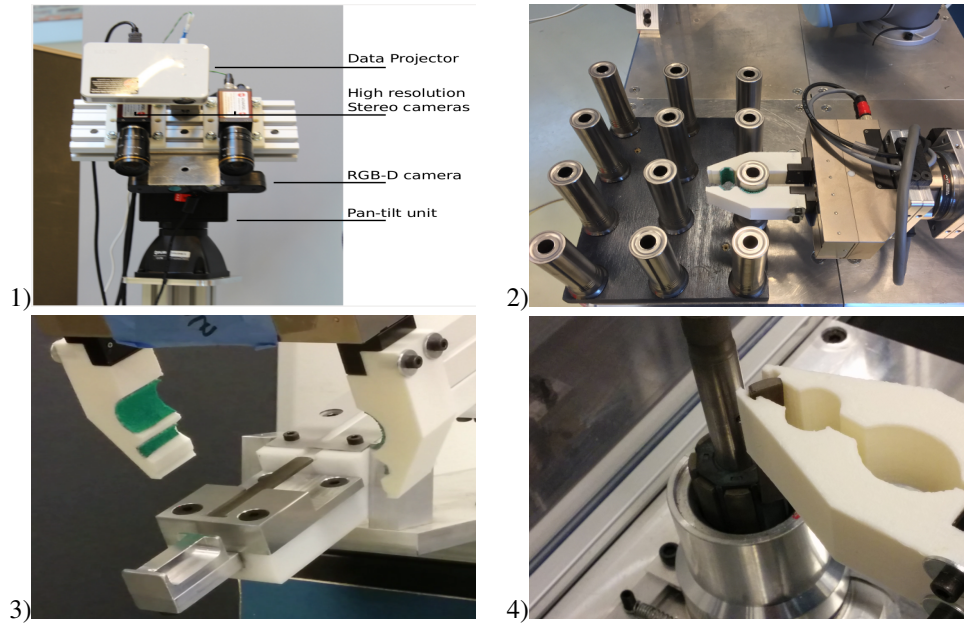 Data Projector
High resolution
Stereo cameras
RGB-D camera
Pan-tilt unit
1)
2)
3)
4)